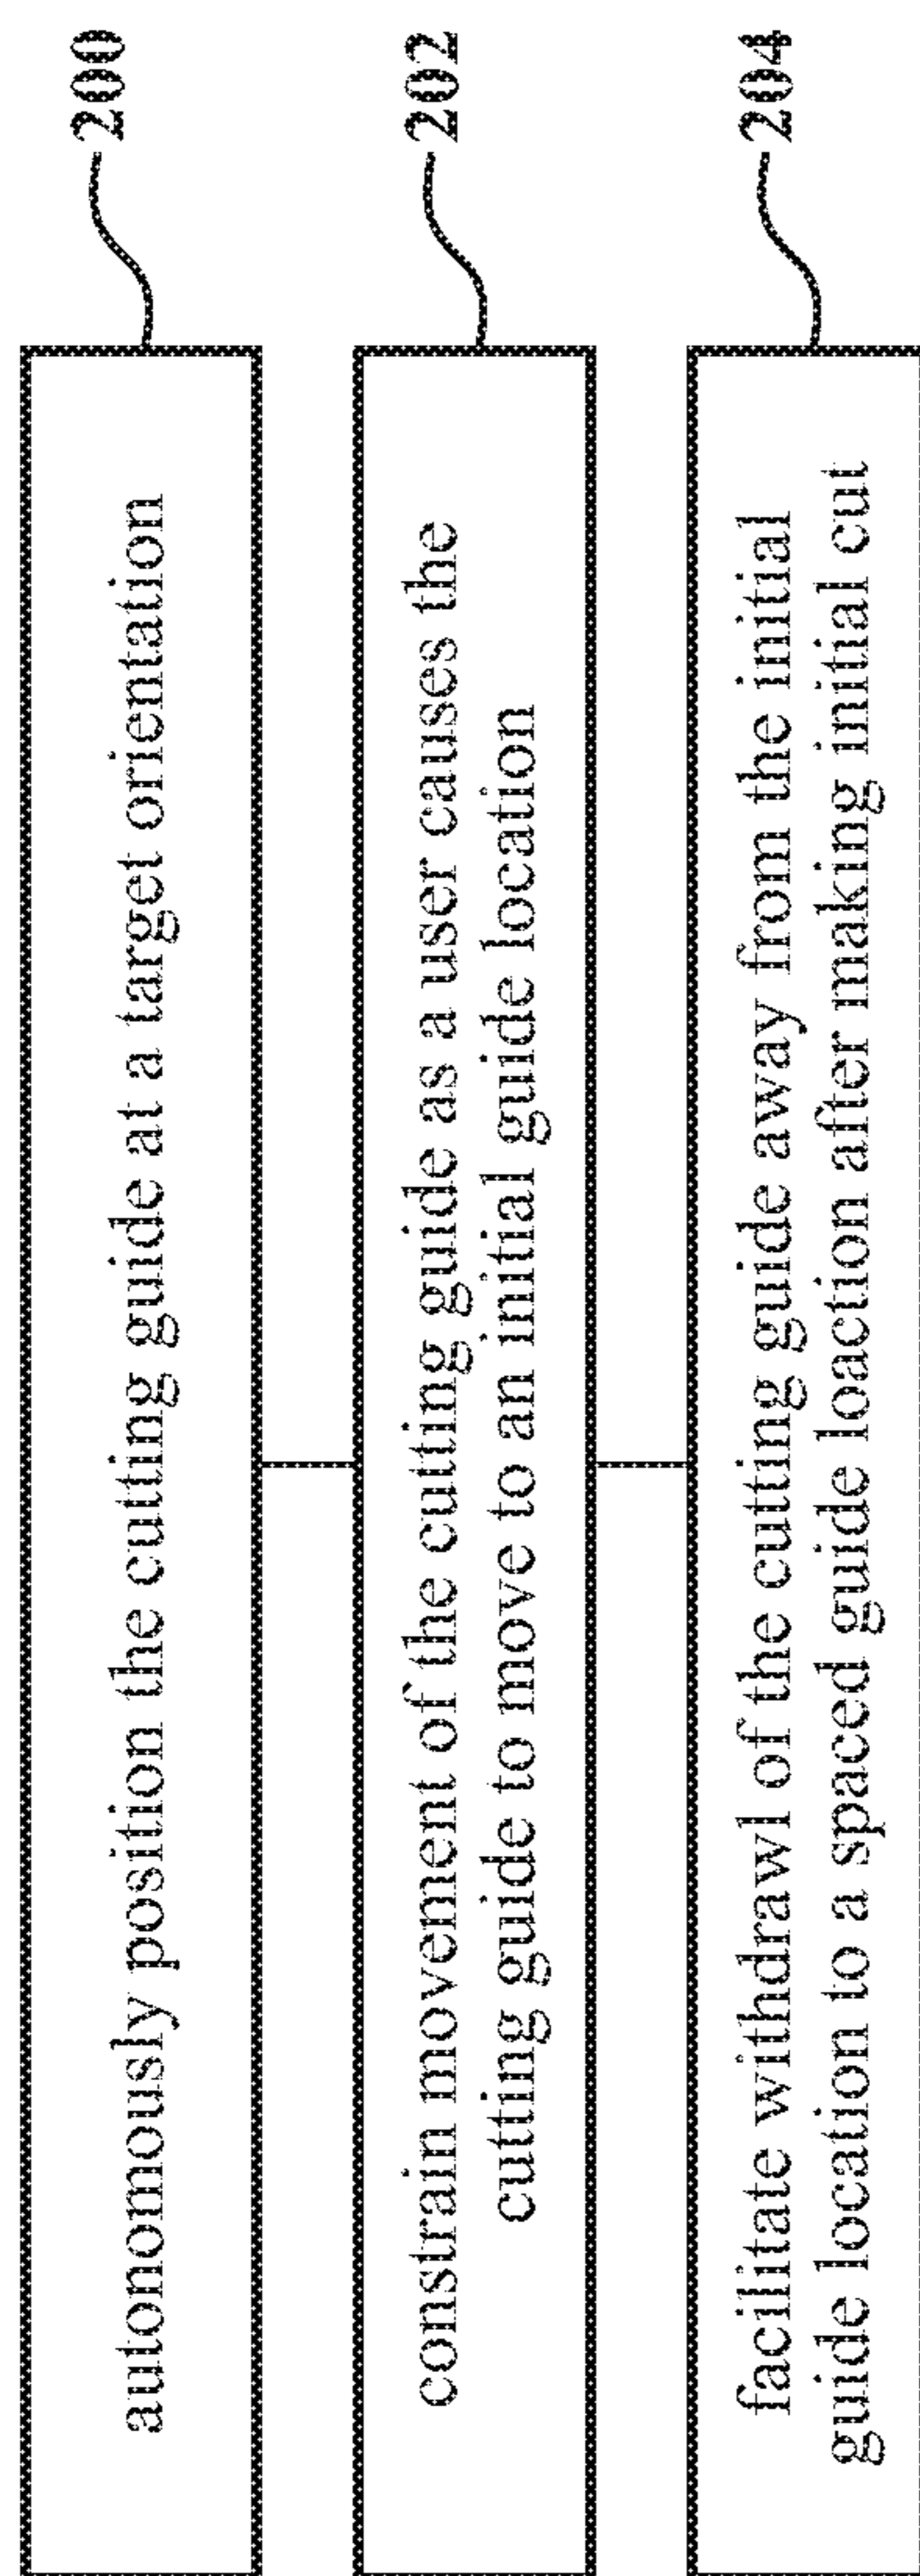 autonomously position the cutting guide at a target orientation
200
constrain movement of the cutting guide as a user causes the
cutting guide to move to an initial guide location
202
facilitate withdrawl of the cutting guide away from the initial
guide location to a spaced guide loaction after making initial cut
204